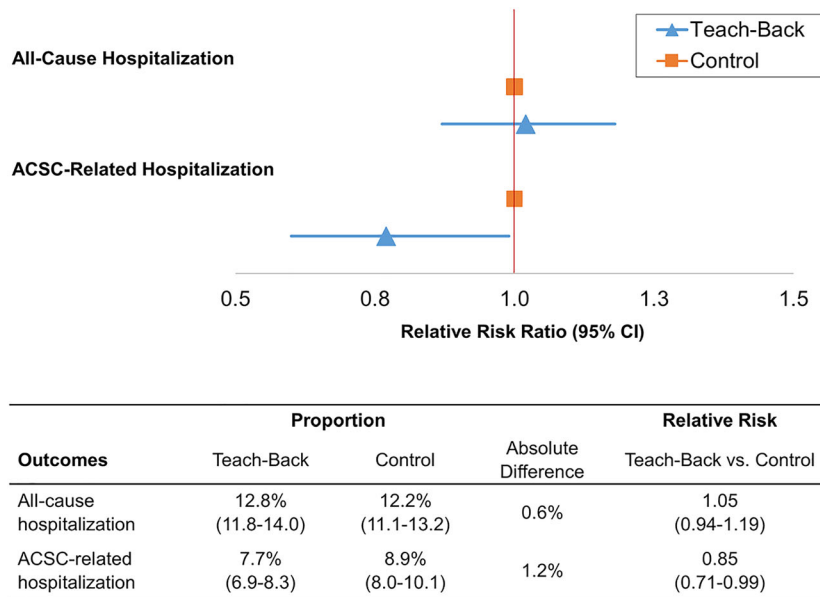 Teach-Back
Control
All-Cause Hospitalization
ACSC-Related Hospitalization
0.5 0.8 1.0 1.3 1.5
Relative Risk Ratio (95% CI)
Proportion Relative Risk
Outcomes Teach-Back Control Absolute Difference Teach-Back vs. Control
All-cause hospitalization 12.8% (11.8-14.0) 12.2% (11.1-13.2) 0.6% 1.05 (0.94-1.19)
ACSC-related hospitalization 7.7% (6.9-8.3) 8.9% (8.0-10.1) 1.2% 0.85 (0.71-0.99)